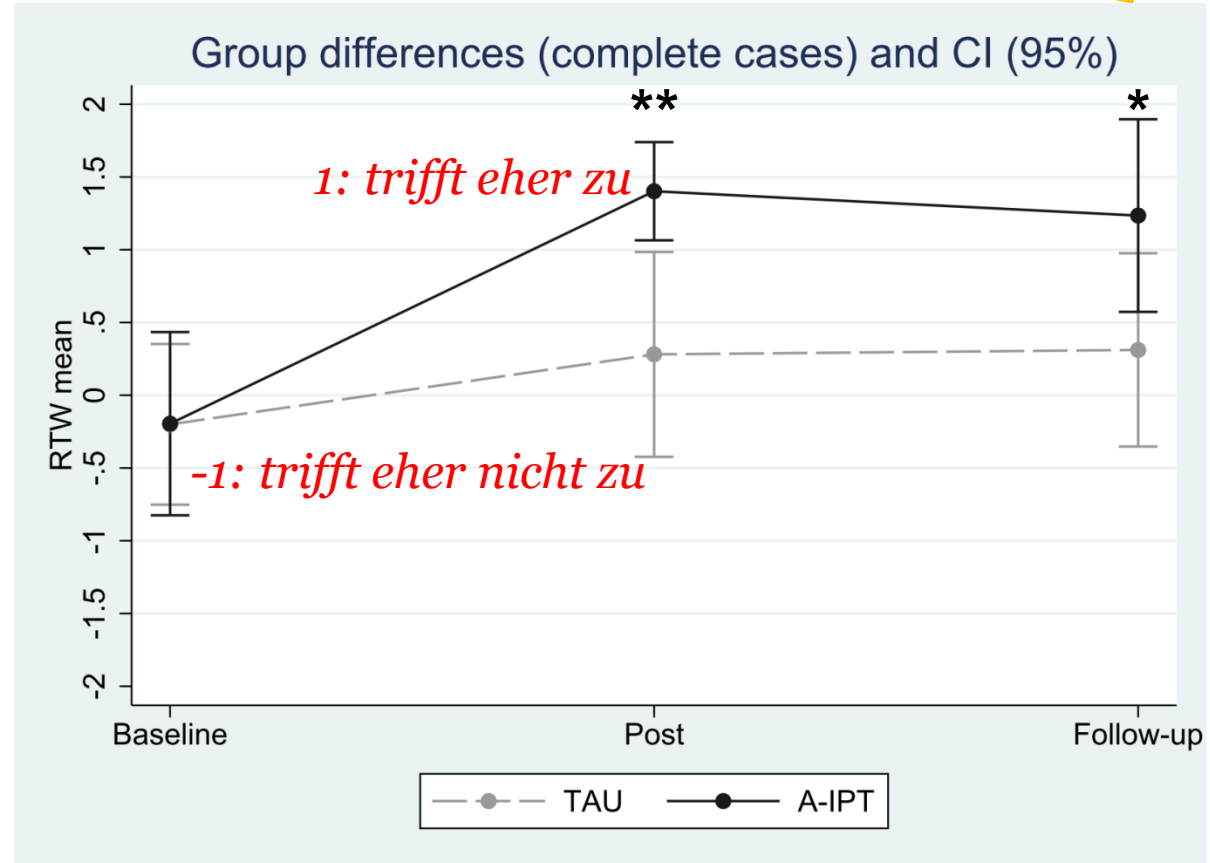 Group differences (complete cases) and CI (95%)
** *
2
1.5
1
.5
0
-.5
-1
-1.5
-2
RTW mean
1: trifft eher zu
-1: trifft eher nicht zu
Baseline Post Follow-up
TAU A-IPT